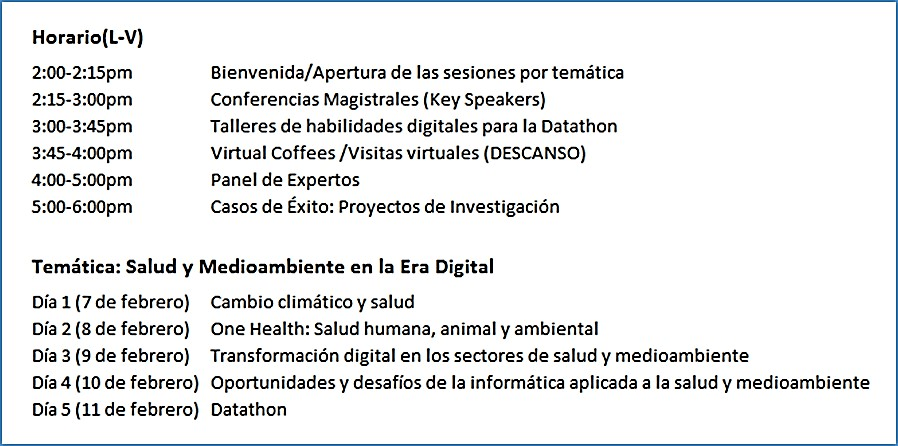 Horario(L-V)
2:00-2:15pm Bienvenida/Apertura de las sesiones por temática
2:15-3:00pm Conferencias Magistrales (Key Speakers)
3:00-3:45pm Talleres de habilidades digitales para la Datathon
3:45-4:00pm Virtual Coffees /Visitas virtuales (DESCANSO)
4:00-5:00pm Panel de Expertos
5:00-6:00pm Casos de Éxito: Proyectos de Investigación
Temática: Salud y Medioambiente en la Era Digital
Día 1 (7 de febrero) Cambio climático y salud
Día 2 (8 de febrero) One Health: Salud humana, animal y ambiental
Día 3 (9 de febrero) Transformación digital en los sectores de salud y medioambiente
Día 4 (10 de febrero) Oportunidades y desafíos de la informática aplicada a la salud y medioambiente
Día 5 (11 de febrero) Datathon